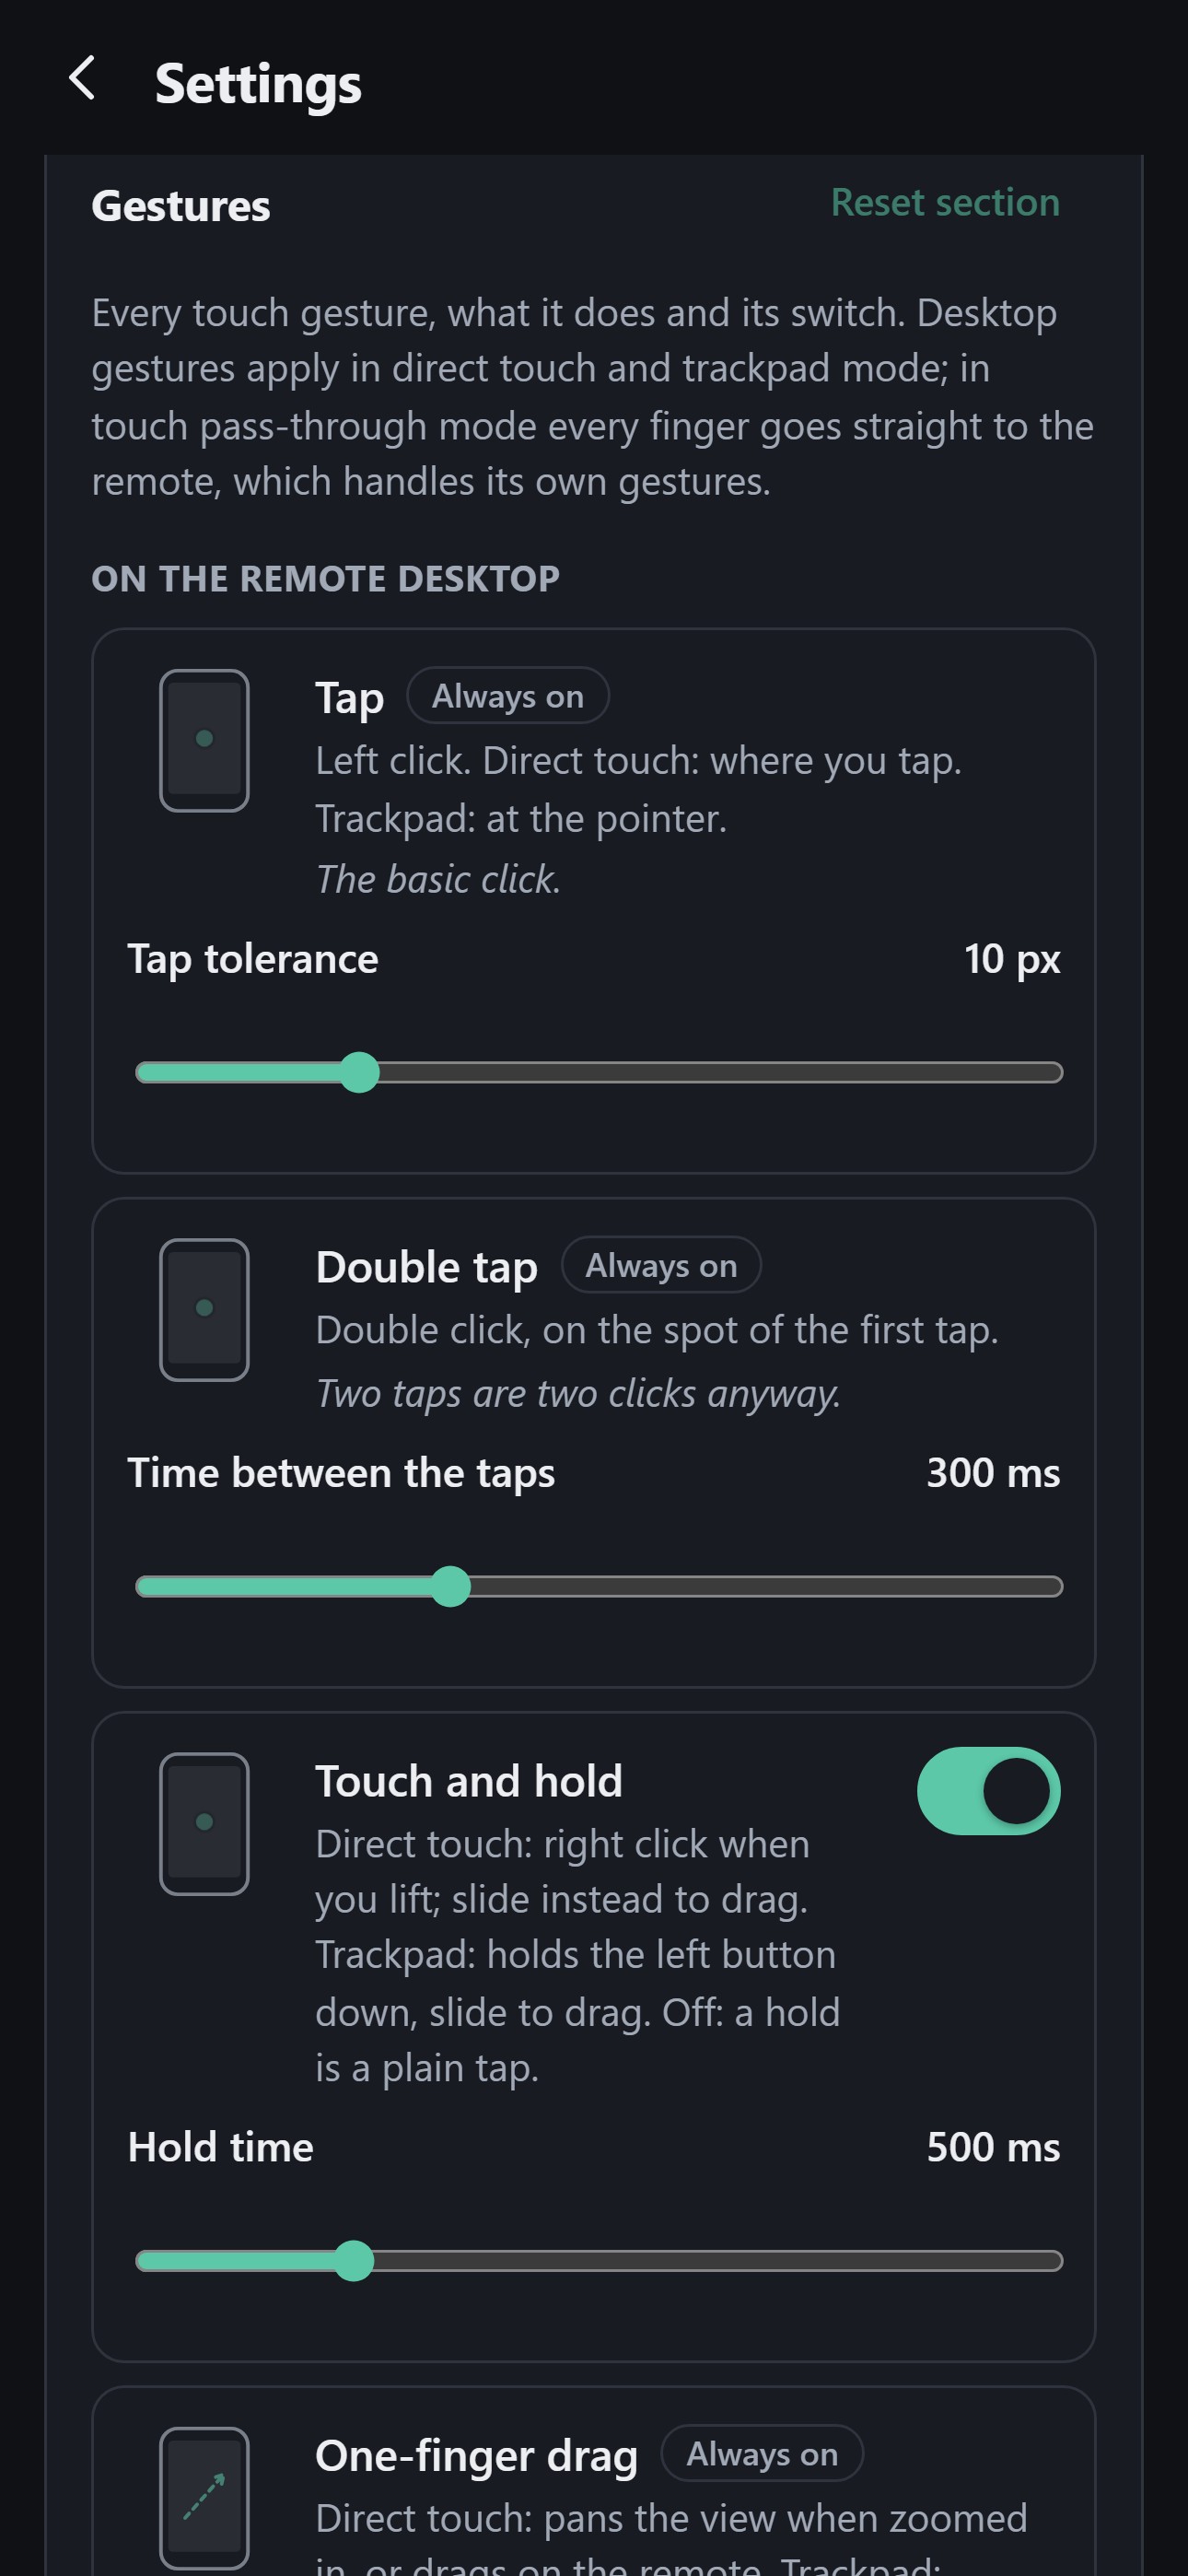 Settings
Gestures
Reset section
Every touch gesture, what it does and its switch. Desktop
gestures apply in direct touch and trackpad mode; in
touch pass-through mode every finger goes straight to the
remote, which handles its own gestures.
ON THE REMOTE DESKTOP
Tap
Always on
Left click. Direct touch: where you tap.
Trackpad: at the pointer.
The basic click.
Tap tolerance
10 px
Double tap
Always on
Double click, on the spot of the first tap.
Two taps are two clicks anyway.
Time between the taps
300 ms
Touch and hold
Direct touch: right click when
you lift; slide instead to drag.
Trackpad: holds the left button
down, slide to drag. Off: a hold
is a plain tap.
Hold time
500 ms
One-finger drag
Always on
Direct touch: pans the view when zoomed
in, or drags on the remote. Trackpad: